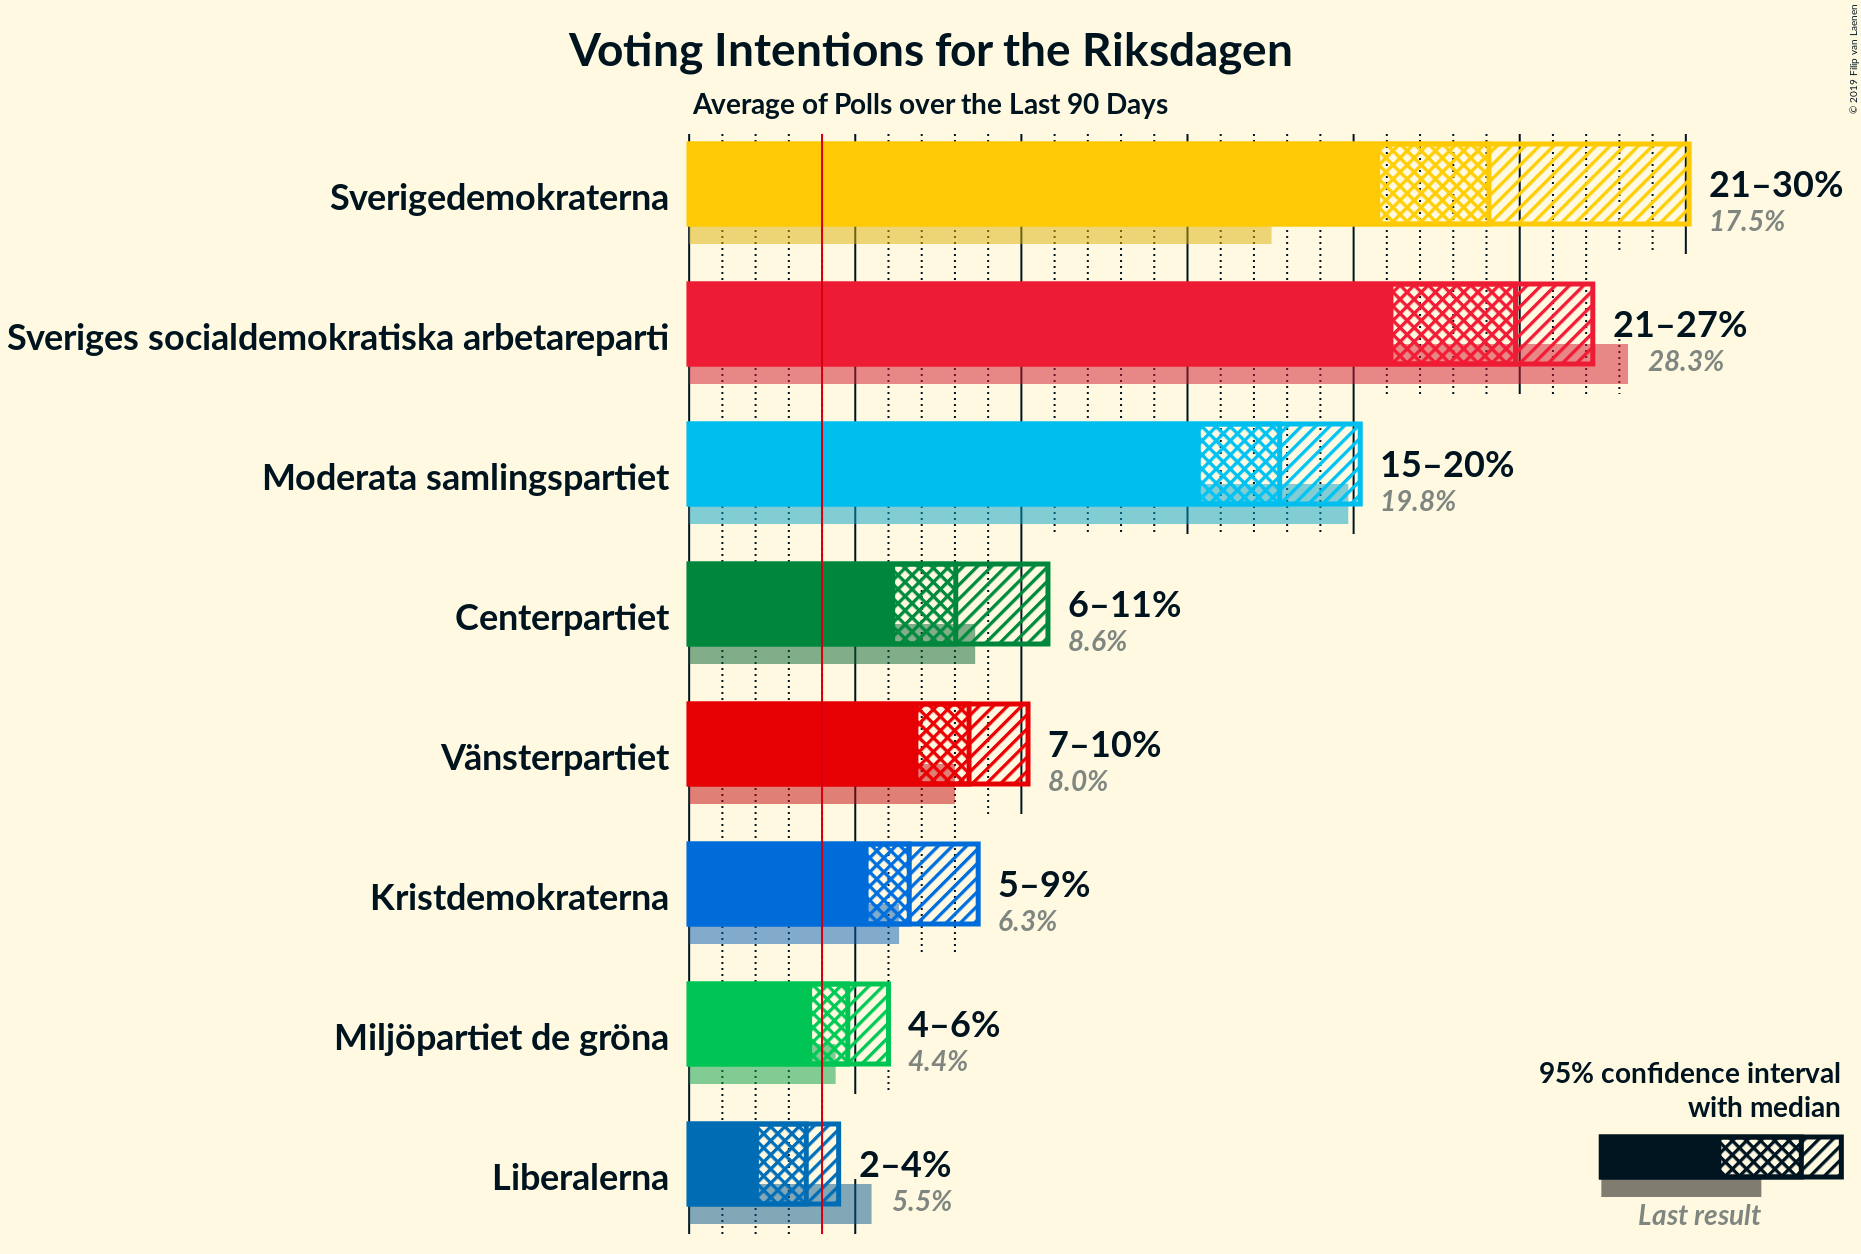 Voting Intentions for the Riksdagen
Average of Polls over the Last 90 Days
© 2019 Filip van Laenen
Sverigedemokraterna
21–30%
17.5%
Sveriges socialdemokratiska arbetareparti
21–27%
28.3%
Moderata samlingspartiet
15–20%
19.8%
Centerpartiet
6–11%
8.6%
Vänsterpartiet
7–10%
8.0%
Kristdemokraterna
5–9%
6.3%
Miljöpartiet de gröna
4–6%
4.4%
Liberalerna
2–4%
5.5%
95% confidence interval
with median
Last result